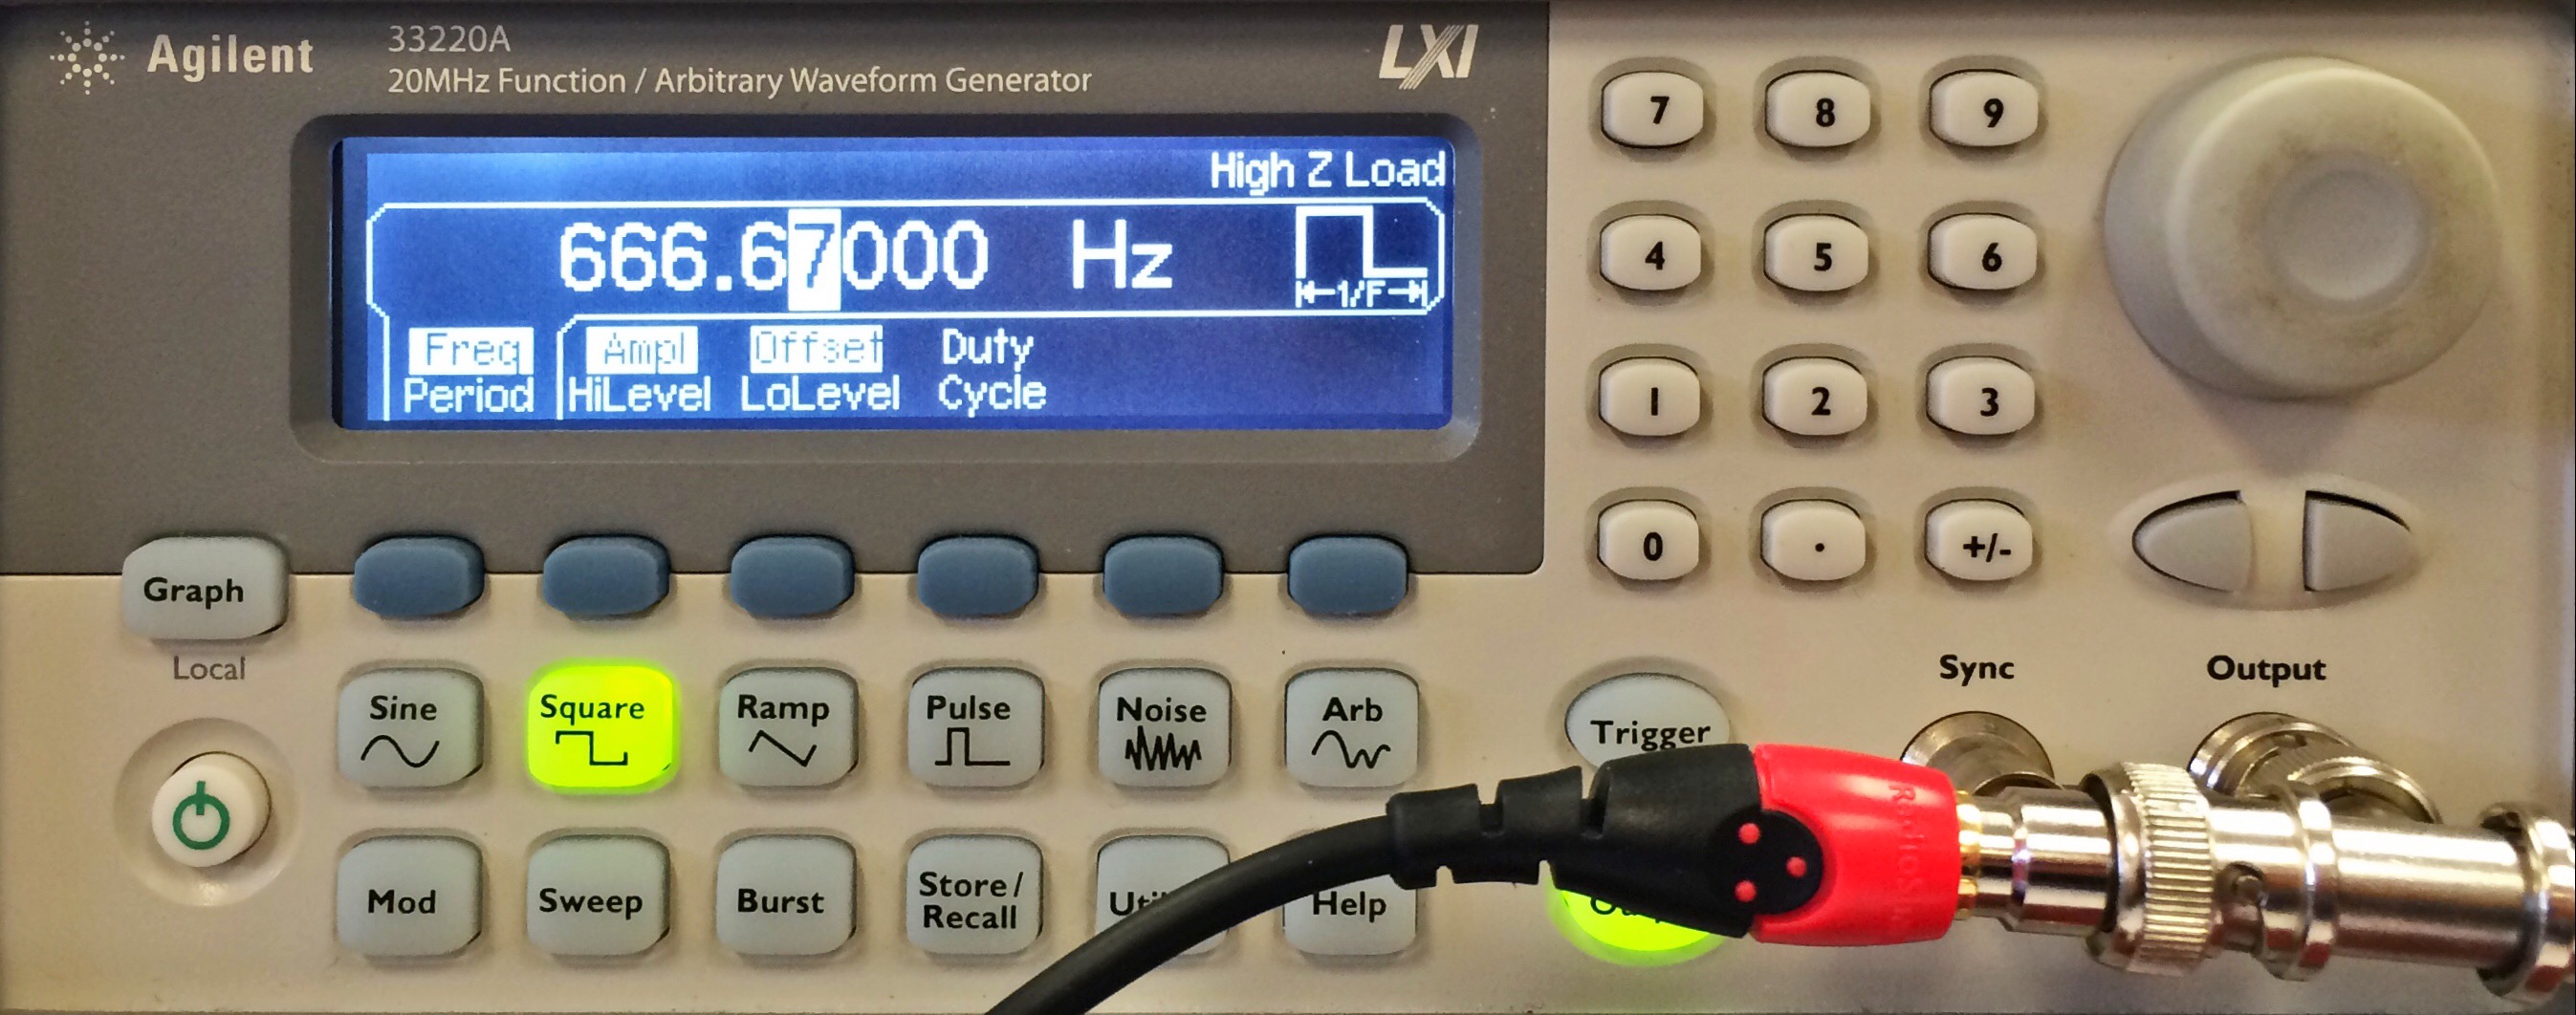 Agilent
33220A
20MHz Function / Arbitrary Waveform Generator
LXI
High Z Load
666.67000 Hz
1/F
Freq Ampl Offset Duty
Period HiLevel LoLevel Cycle
7 8 9
4 5 6
1 2 3
0 . +/-
Graph
Local
Sync Output
Sine Square Ramp Pulse Noise Arb
Trigger
Mod Sweep Burst Store/
Recall
Help